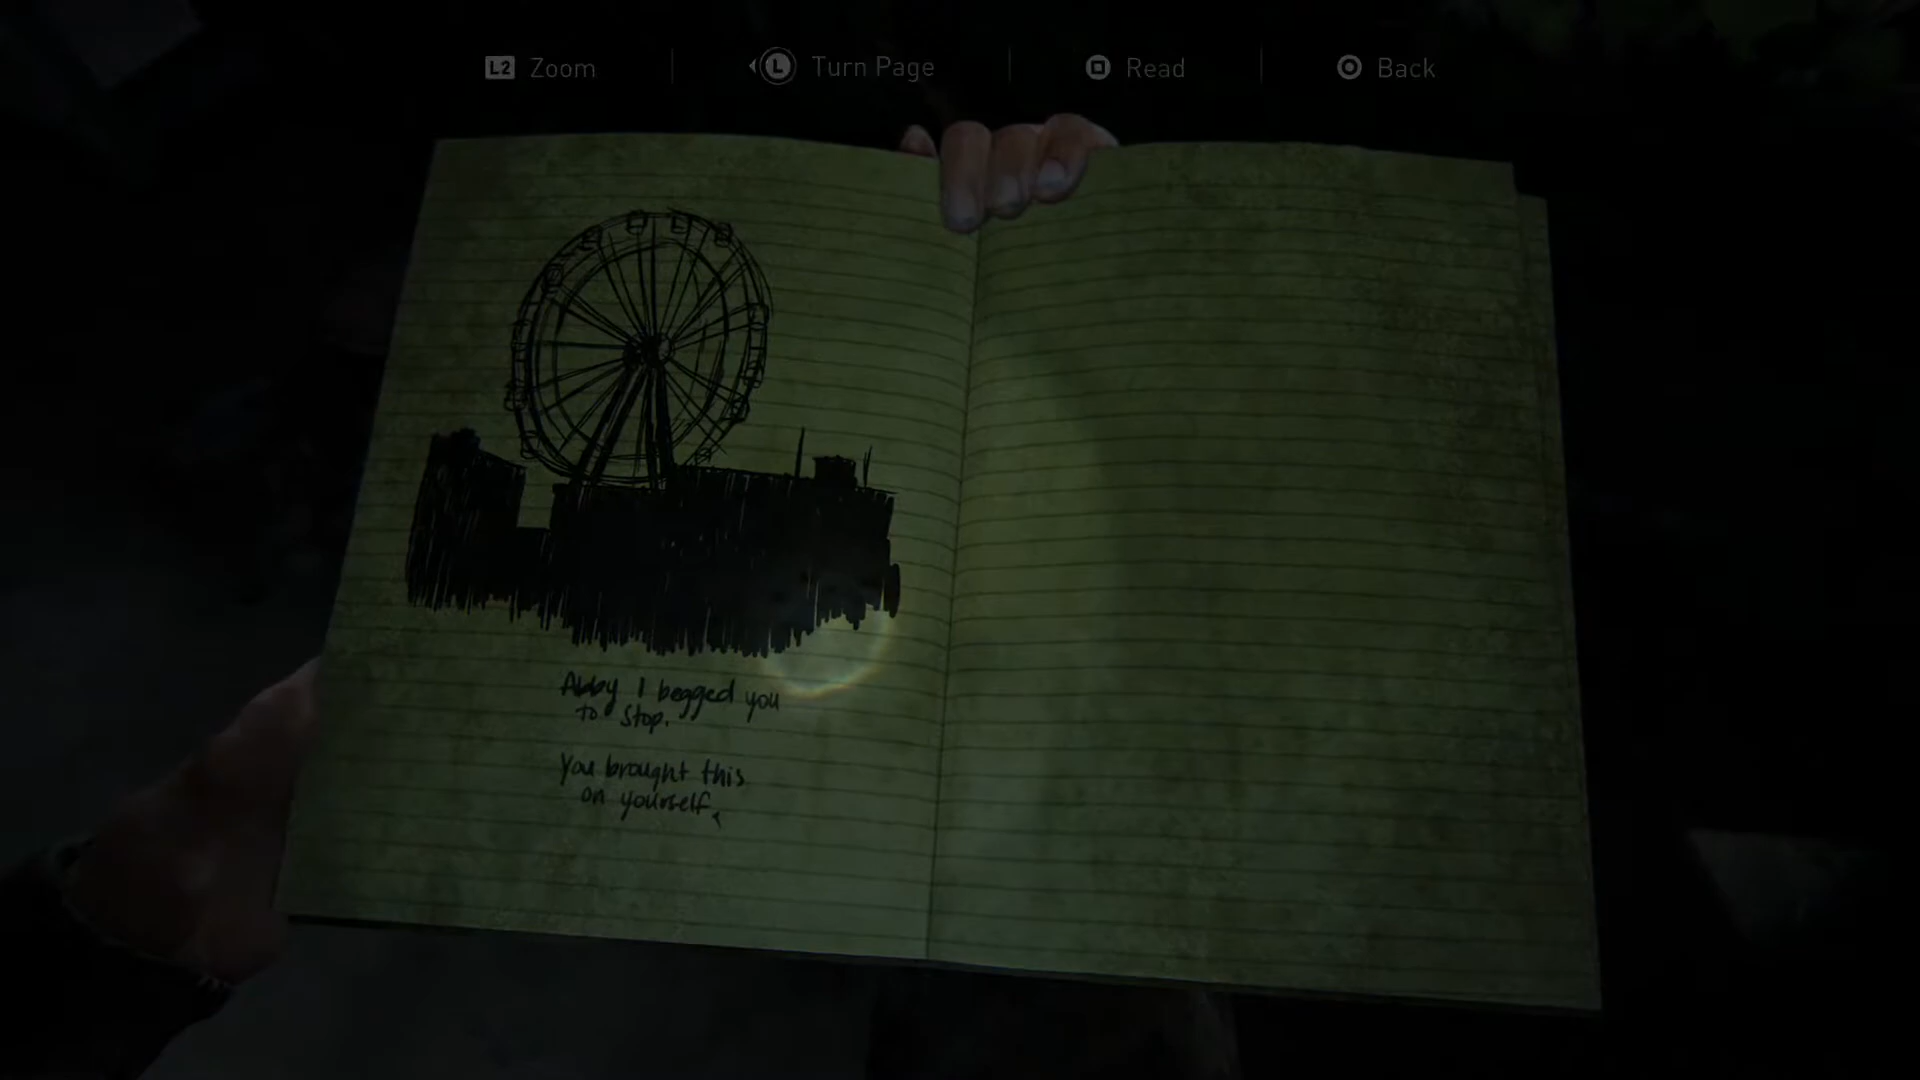 L2 Zoom
L Turn Page
Read
Back
Abby I begged you
to stop.
You brought this
on yourself.